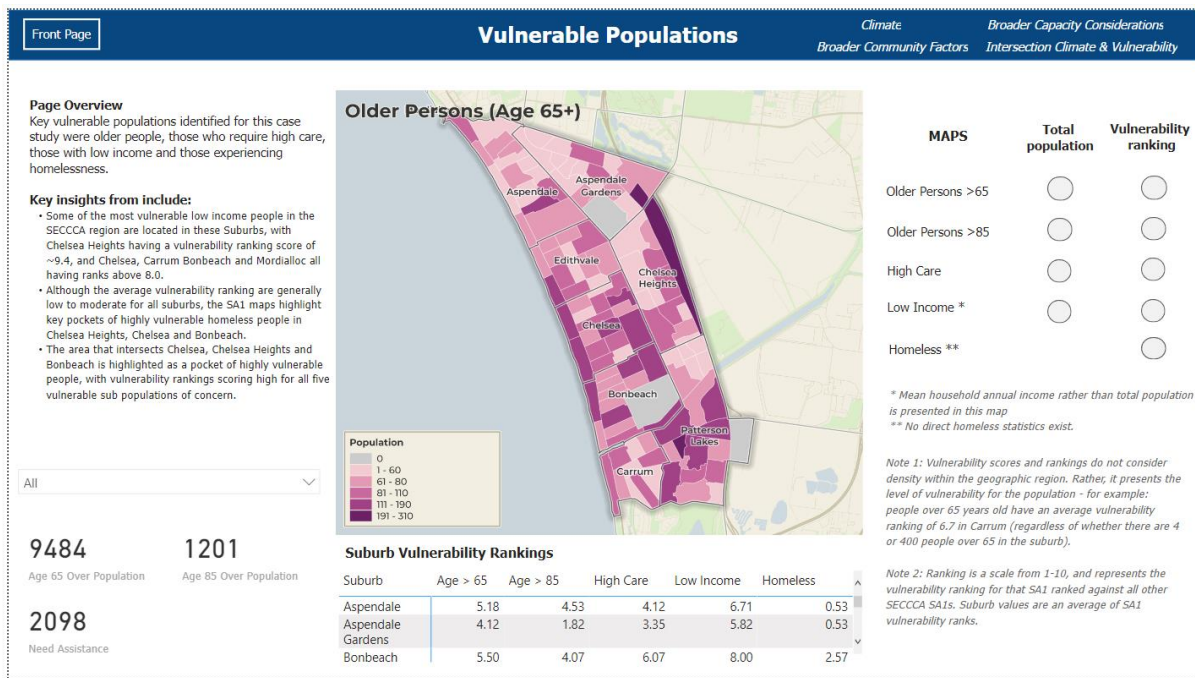 Front Page
Vulnerable Populations
Climate
Broader Capacity Considerations
Broader Community Factors
Intersection Climate & Vulnerability
Page Overview
Key vulnerable populations identified for this case
study were older people, those who require high care,
those with low income and those experiencing
homelessness.
Key insights from include:
• Some of the most vulnerable low income people in the
SECCCA region are located in these Suburbs, with
Chelsea Heights having a vulnerability ranking score of
~9.4, and Chelsea, Carrum Bonbeach and Mordialloc all
having ranks above 8.0.
• Although the average vulnerability ranking are generally
low to moderate for all suburbs, the SA1 maps highlight
key pockets of highly vulnerable homeless people in
Chelsea Heights, Chelsea and Bonbeach.
• The area that intersects Chelsea, Chelsea Heights and
Bonbeach is highlighted as a pocket of highly vulnerable
people, with vulnerability rankings scoring high for all five
vulnerable sub populations of concern.
All
9484
Age 65 Over Population
1201
Age 85 Over Population
2098
Need Assistance
Older Persons (Age 65+)
Aspendale
Aspendale
Gardens
Edithvale
Chelsea
Heights
Chelsea
Bonbeach
Patterson
Lakes
Carrum
Population
0
1 - 60
61 - 80
81 - 110
111 - 190
191 - 310
Suburb Vulnerability Rankings
Suburb Age > 65 Age > 85 High Care Low Income Homeless
Aspendale 5.18 4.53 4.12 6.71 0.53
Aspendale 4.12 1.82 3.35 5.82 0.53
Gardens
Bonbeach 5.50 4.07 6.07 8.00 2.57
MAPS
Total
population
Vulnerability
ranking
Older Persons >65
Older Persons >85
High Care
Low Income *
Homeless **
* Mean household annual income rather than total population
is presented in this map
** No direct homeless statistics exist.
Note 1: Vulnerability scores and rankings do not consider
density within the geographic region. Rather, it presents the
level of vulnerability for the population - for example:
people over 65 years old have an average vulnerability
ranking of 6.7 in Carrum (regardless of whether there are 4
or 400 people over 65 in the suburb).
Note 2: Ranking is a scale from 1-10, and represents the
vulnerability ranking for that SA1 ranked against all other
SECCCA SA1s. Suburb values are an average of SA1
vulnerability ranks.